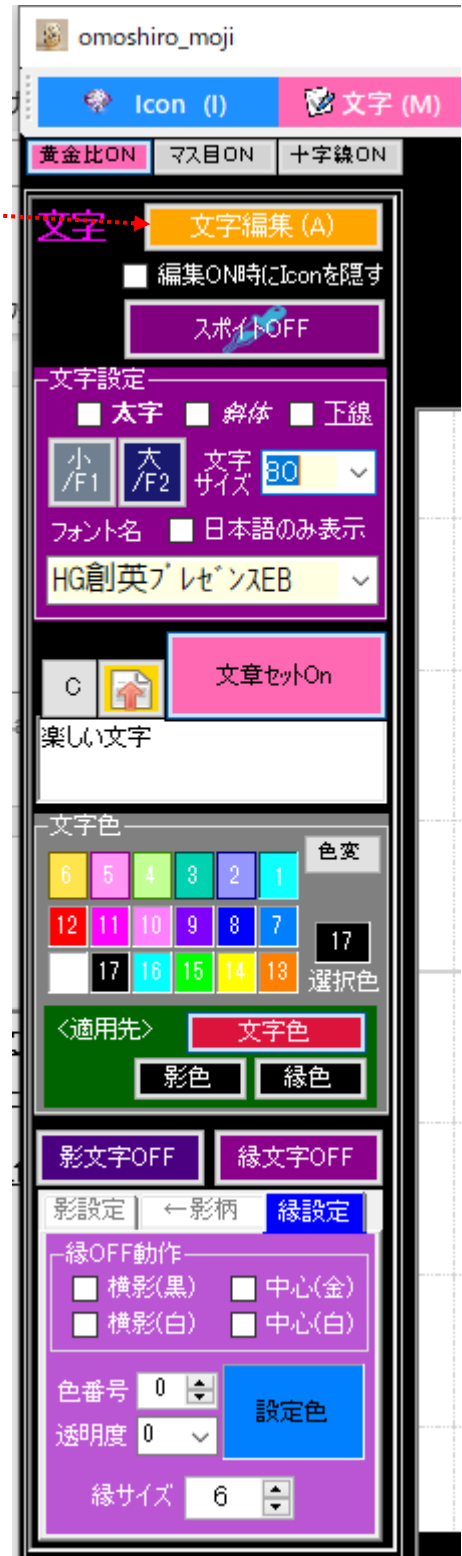 omoshiro_moji
Icon (I) 文字 (M)
黄金比ON マス目ON 十字線ON
文字 文字編集 (A)
編集ON時にIconを隠す
スポイトOFF
文字設定
太字 斜体 下線
小/F1 大/F2 文字サイズ 80
フォント名 日本語のみ表示
HG創英プレゼンスEB
C 文章セットOn
楽しい文字
文字色
色変
6 5 4 3 2 1
12 11 10 9 8 7
17
17 16 15 14 13
選択色
<適用先> 文字色
影色 縁色
影文字OFF 縁文字OFF
影設定 ←影柄 縁設定
縁OFF動作
横影(黒) 中心(金)
横影(白) 中心(白)
色番号 0 設定色
透明度 0
縁サイズ 6